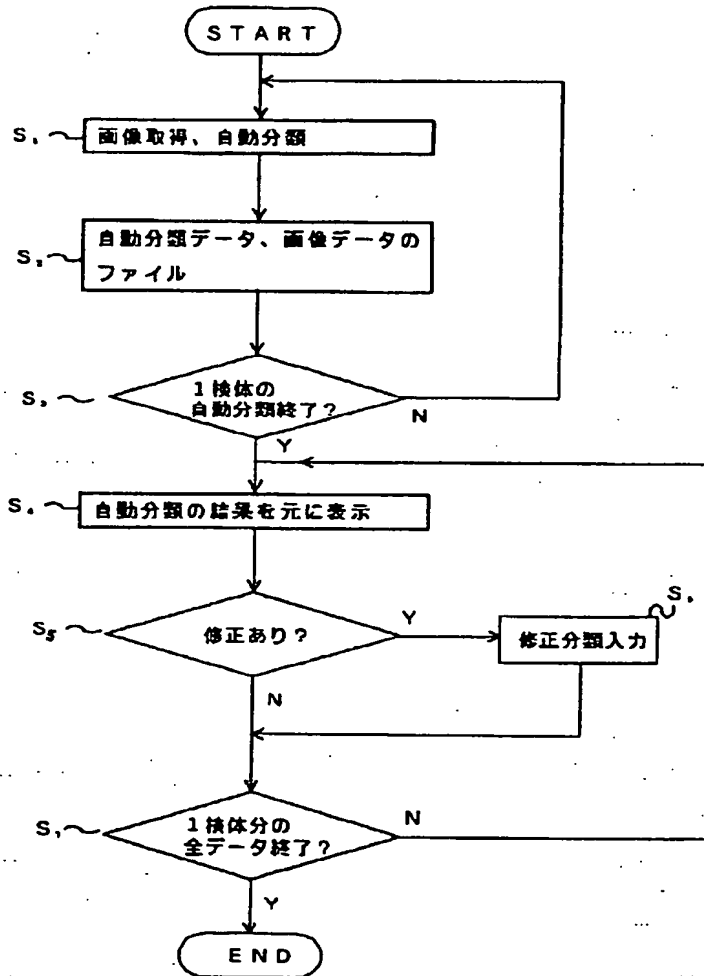 START
S₁
画像取得、自動分類
S₂
自動分類データ、画像データの
ファイル
S₃
1検体の
自動分類終了?
N
Y
S₄
自動分類の結果を元に表示
S₅
修正あり?
Y
S₆
修正分類入力
N
S₇
1検体分の
全データ終了?
N
Y
END